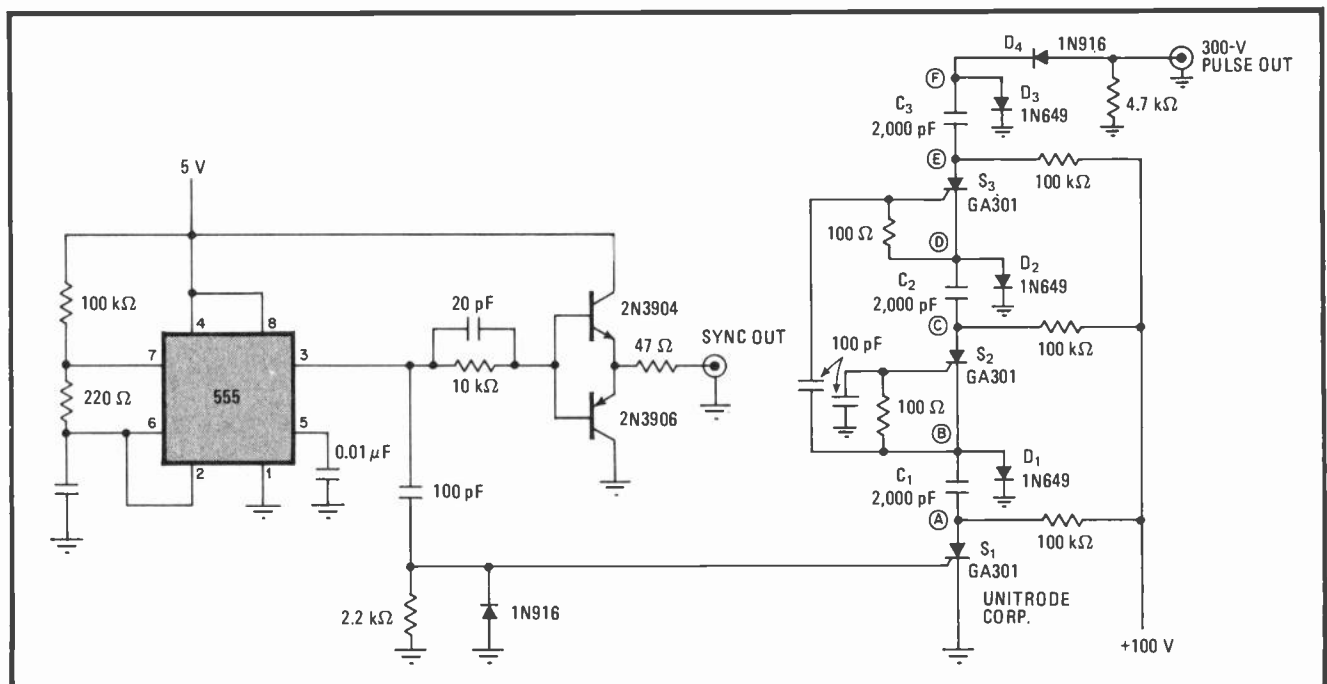 5 V
100 kΩ
220 Ω
7
6
4
8
3
5
2
1
555
0.01 μF
20 pF
10 kΩ
100 pF
2.2 kΩ
1N916
2N3904
2N3906
47 Ω
SYNC OUT
D4
1N916
300-V
PULSE OUT
4.7 kΩ
F
D3
1N649
C3
2,000 pF
E
100 kΩ
S3
GA301
100 Ω
D
D2
1N649
C2
2,000 pF
C
100 kΩ
100 pF
S2
GA301
100 Ω
B
D1
1N649
C1
2,000 pF
A
100 kΩ
S1
GA301
UNITRODE
CORP.
+100 V